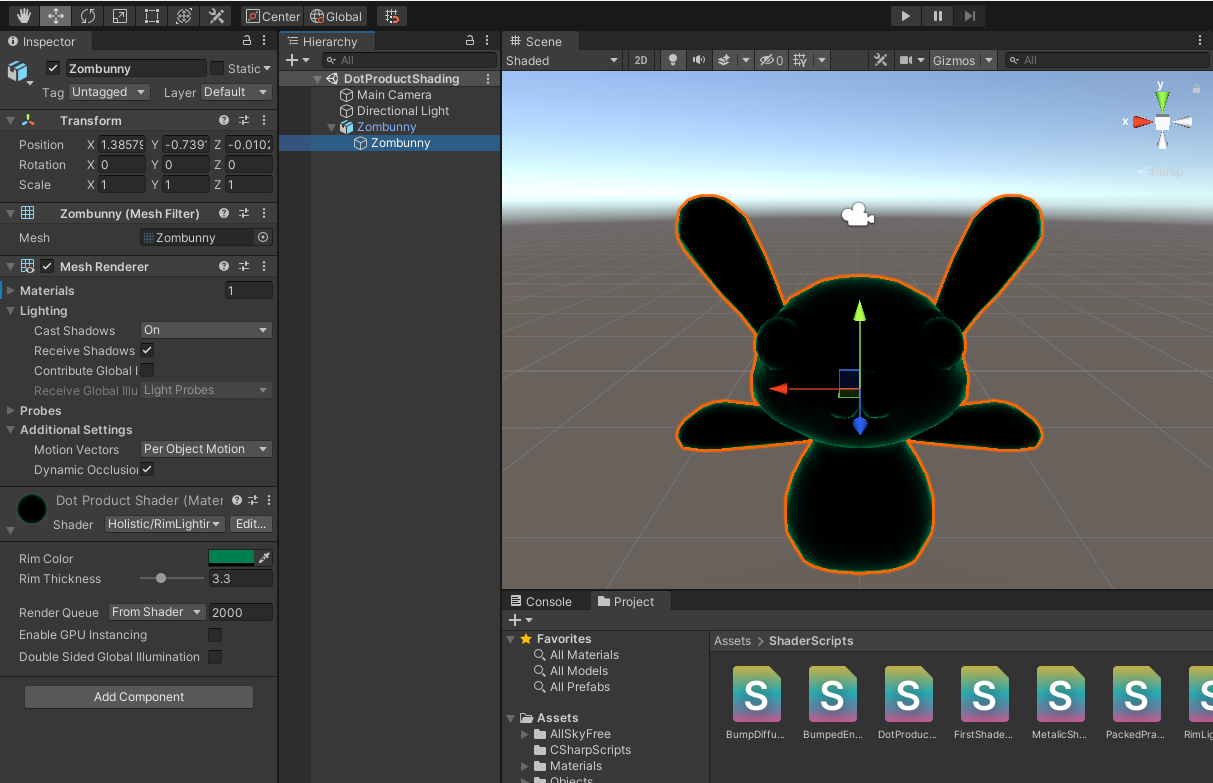 Center Global
Inspector
Zombunny Static
Tag Untagged Layer Default
Transform
Position X 1.38579 Y -0.7397 Z -0.0102
Rotation X 0 Y 0 Z 0
Scale X 1 Y 1 Z 1
Zombunny (Mesh Filter)
Mesh Zombunny
Mesh Renderer
Materials 1
Lighting
Cast Shadows On
Receive Shadows
Contribute Global I
Receive Global Illu Light Probes
Probes
Additional Settings
Motion Vectors Per Object Motion
Dynamic Occlusion
Dot Product Shader (Mater
Shader Holistic/RimLightin Edit...
Rim Color
Rim Thickness 3.3
Render Queue From Shader 2000
Enable GPU Instancing
Double Sided Global Illumination
Add Component
Hierarchy
All
DotProductShading
Main Camera
Directional Light
Zombunny
Zombunny
Scene
Shaded 2D 0 Gizmos All
y
x
Persp
Console Project
Favorites
All Materials
All Models
All Prefabs
Assets
AllSkyFree
CSharpScripts
Materials
Objects
Assets > ShaderScripts
S S S S S S S
BumpDiffu... BumpedEn... DotProduc... FirstShade... MetalicSh... PackedPra... RimLig